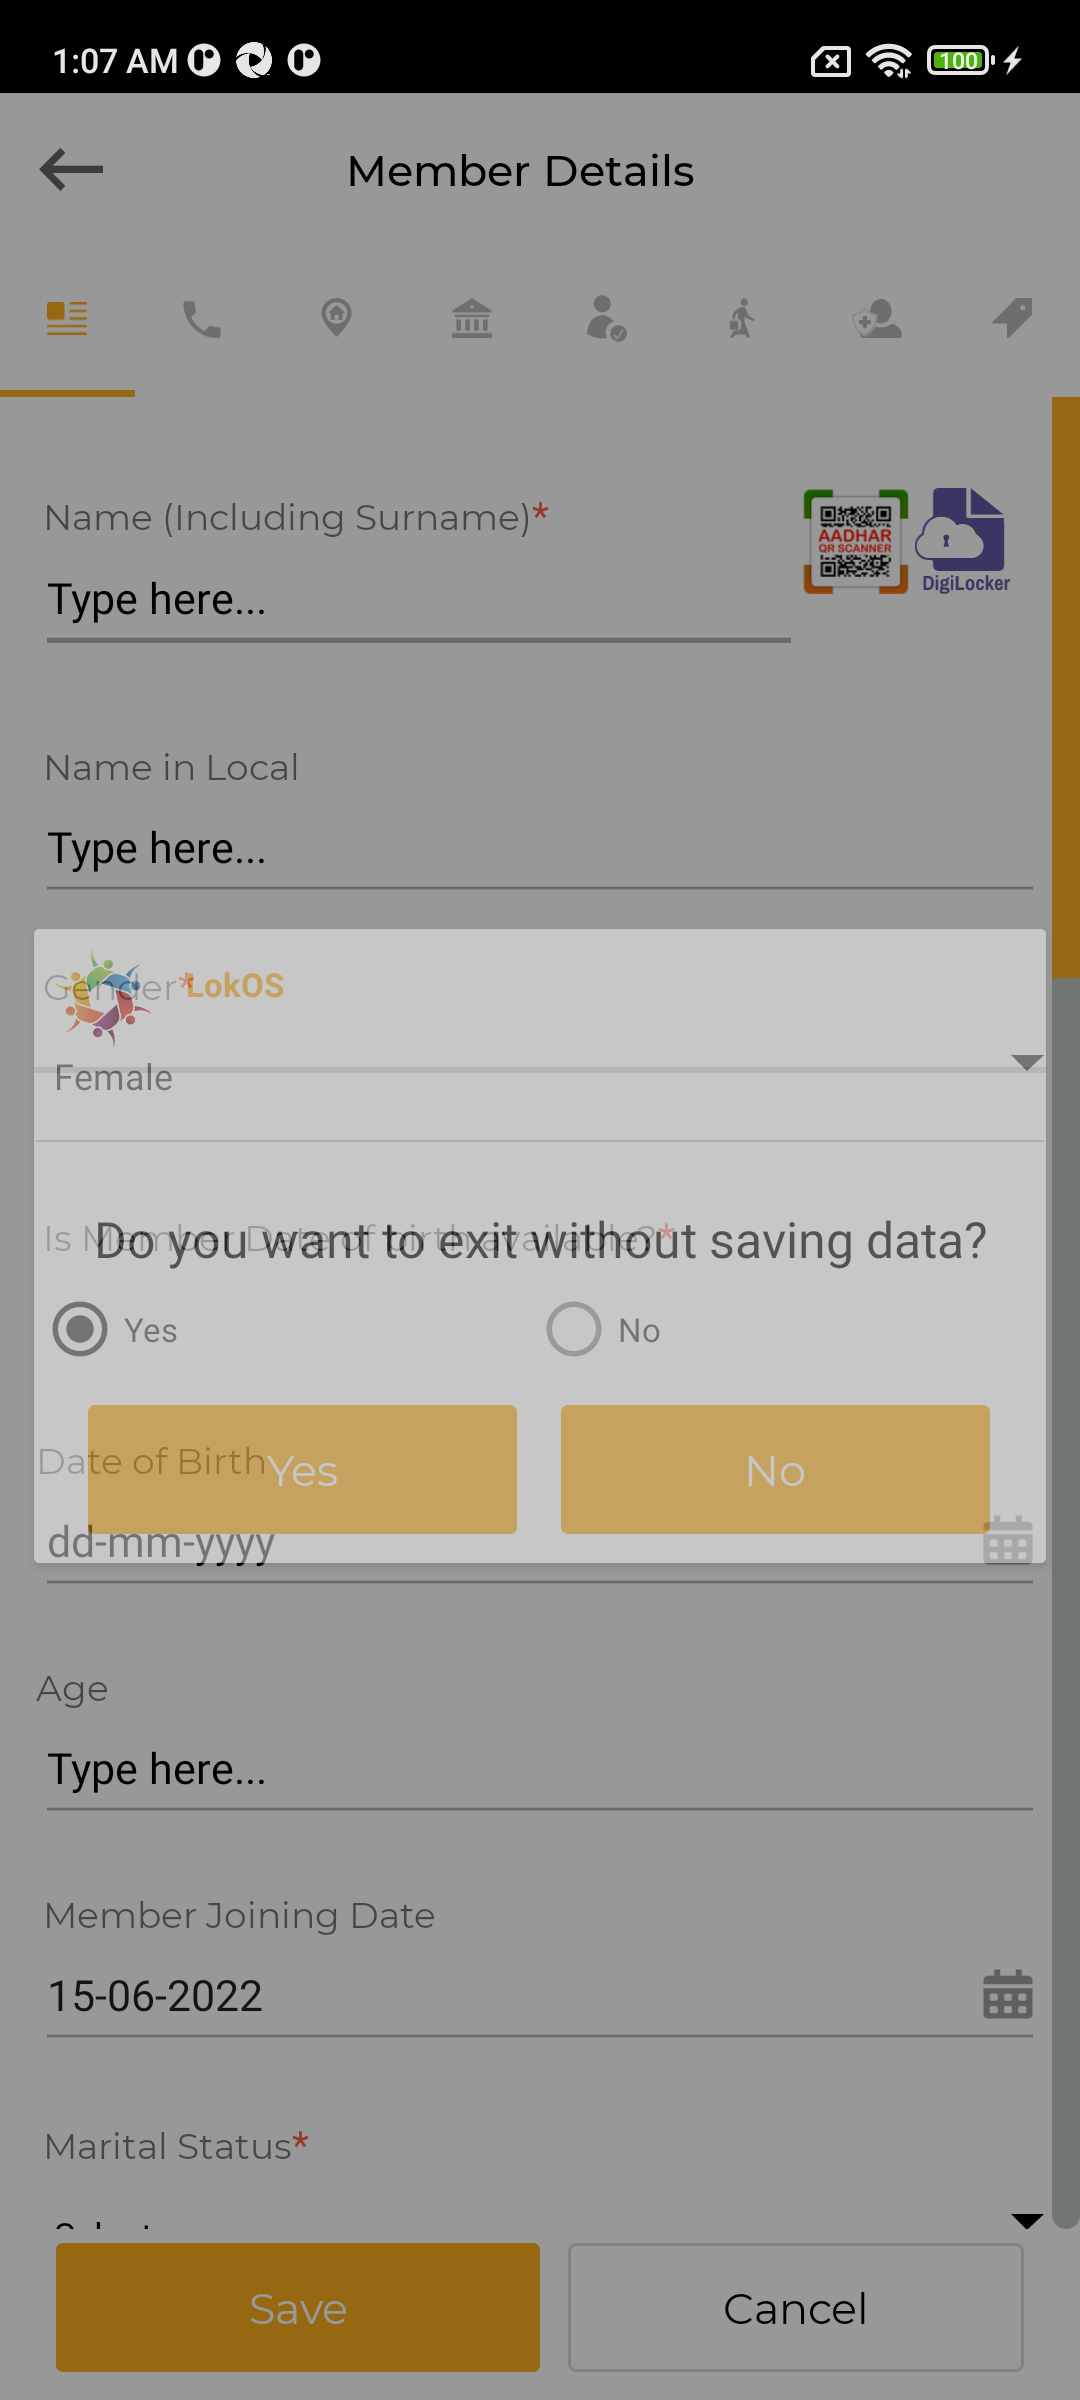 1:07 AM
100
Member Details
Name (Including Surname)*
AADHAR
QR SCANNER
DigiLocker
Type here...
Name in Local
Type here...
Gender*
LokOS
Female
Is Member Date of birth available?*
Do you want to exit without saving data?
Yes
No
Date of Birth
Yes
No
dd-mm-yyyy
Age
Type here...
Member Joining Date
15-06-2022
Marital Status*
Save
Cancel